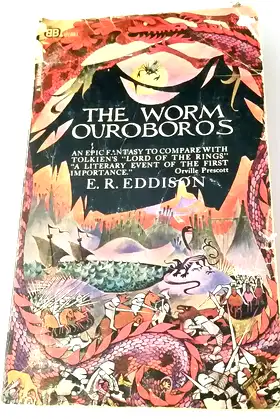 BB
THE WORM
OUROBOROS
AN EPIC FANTASY TO COMPARE WITH
TOLKIEN'S "LORD OF THE RINGS"
"A LITERARY EVENT OF THE FIRST
IMPORTANCE." Orville Prescott
E. R. EDDISON